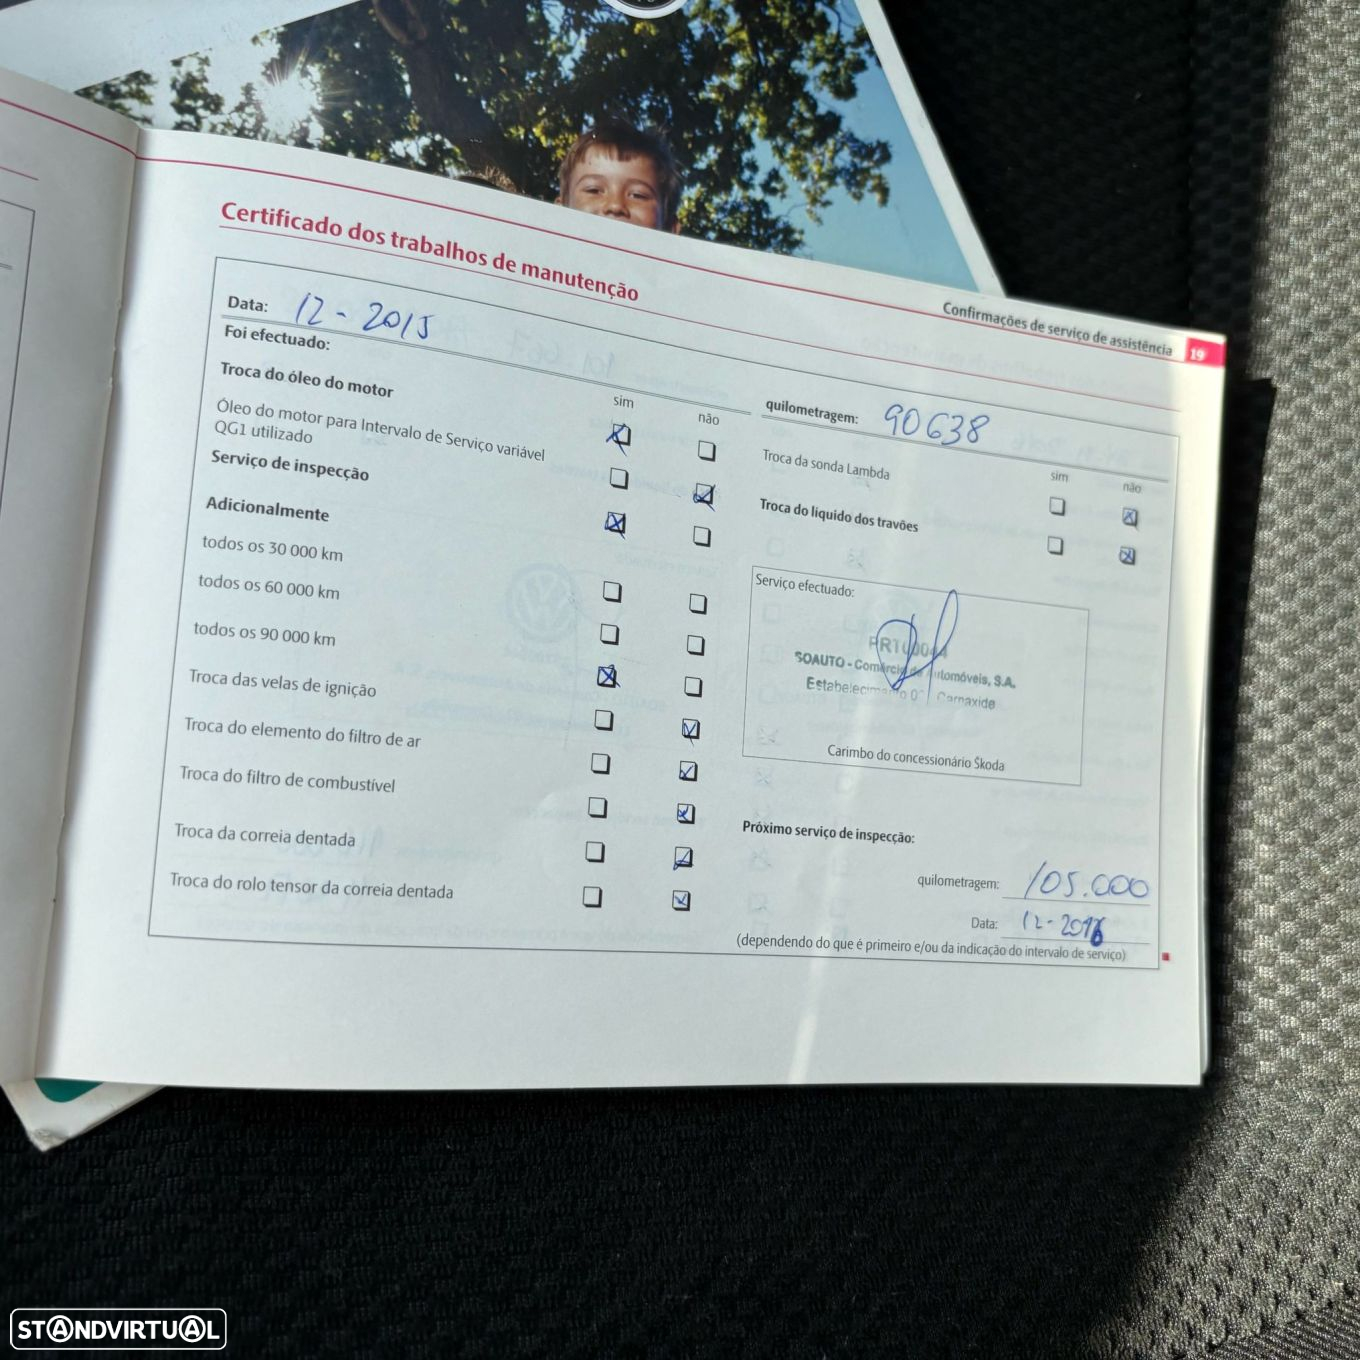 Certificado dos trabalhos de manutenção
Confirmações de serviço de assistência 19
Data: 12 - 2015
quilometragem: 90638
Foi efectuado:
sim não
Troca do óleo do motor
Óleo do motor para Intervalo de Serviço variável
QG1 utilizado
Serviço de inspecção
Adicionalmente
todos os 30 000 km
todos os 60 000 km
todos os 90 000 km
Troca das velas de ignição
Troca do elemento do filtro de ar
Troca do filtro de combustível
Troca da correia dentada
Troca do rolo tensor da correia dentada
sim não
Troca da sonda Lambda
Troca do liquido dos travões
Serviço efectuado:
SOAUTO - Comércio de Automóveis, S.A.
Estabelecimento Carnaxide
Carimbo do concessionário Škoda
Próximo serviço de inspecção:
quilometragem: 105.000
Data: 12-2016
(dependendo do que é primeiro e/ou da indicação do intervalo de serviço)
STANDVIRTUAL